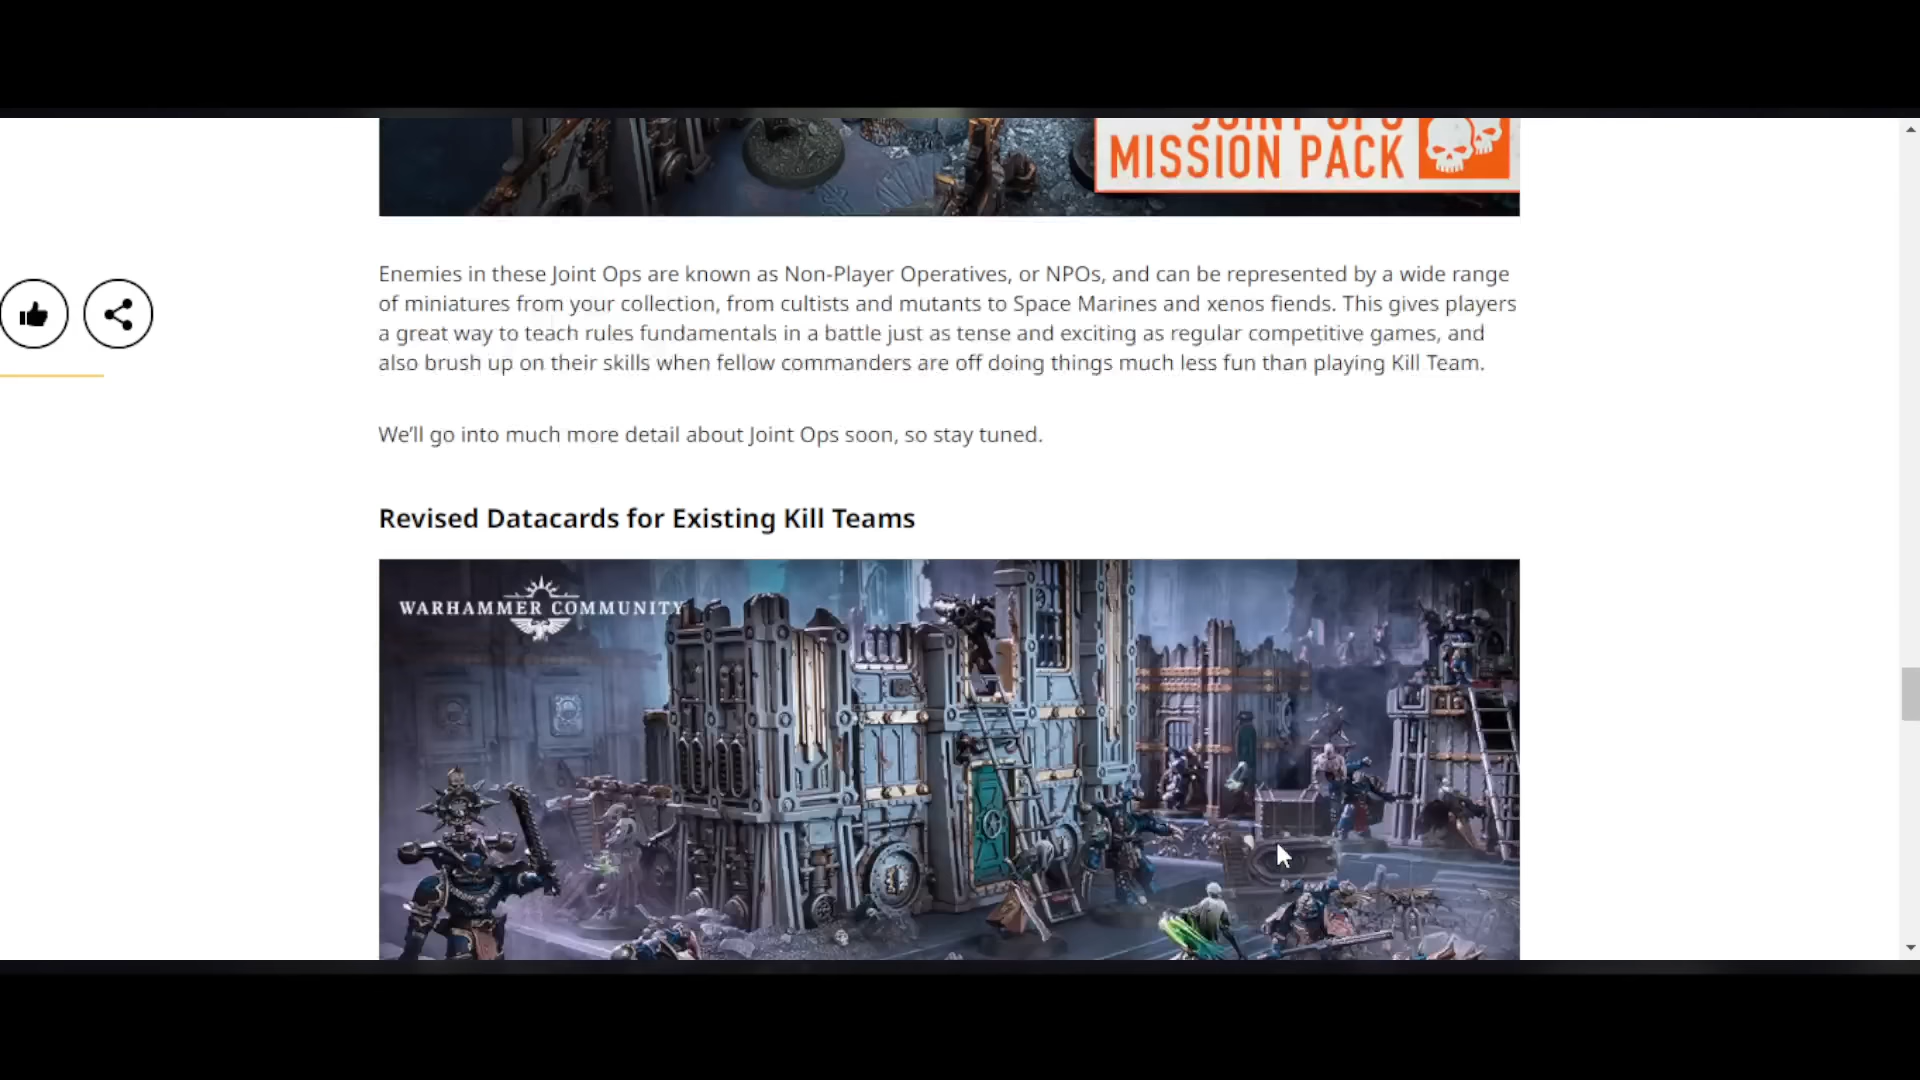 JOINT OPS
MISSION PACK
Enemies in these Joint Ops are known as Non-Player Operatives, or NPOs, and can be represented by a wide range
of miniatures from your collection, from cultists and mutants to Space Marines and xenos fiends. This gives players
a great way to teach rules fundamentals in a battle just as tense and exciting as regular competitive games, and
also brush up on their skills when fellow commanders are off doing things much less fun than playing Kill Team.
We’ll go into much more detail about Joint Ops soon, so stay tuned.
Revised Datacards for Existing Kill Teams
WARHAMMER COMMUNITY